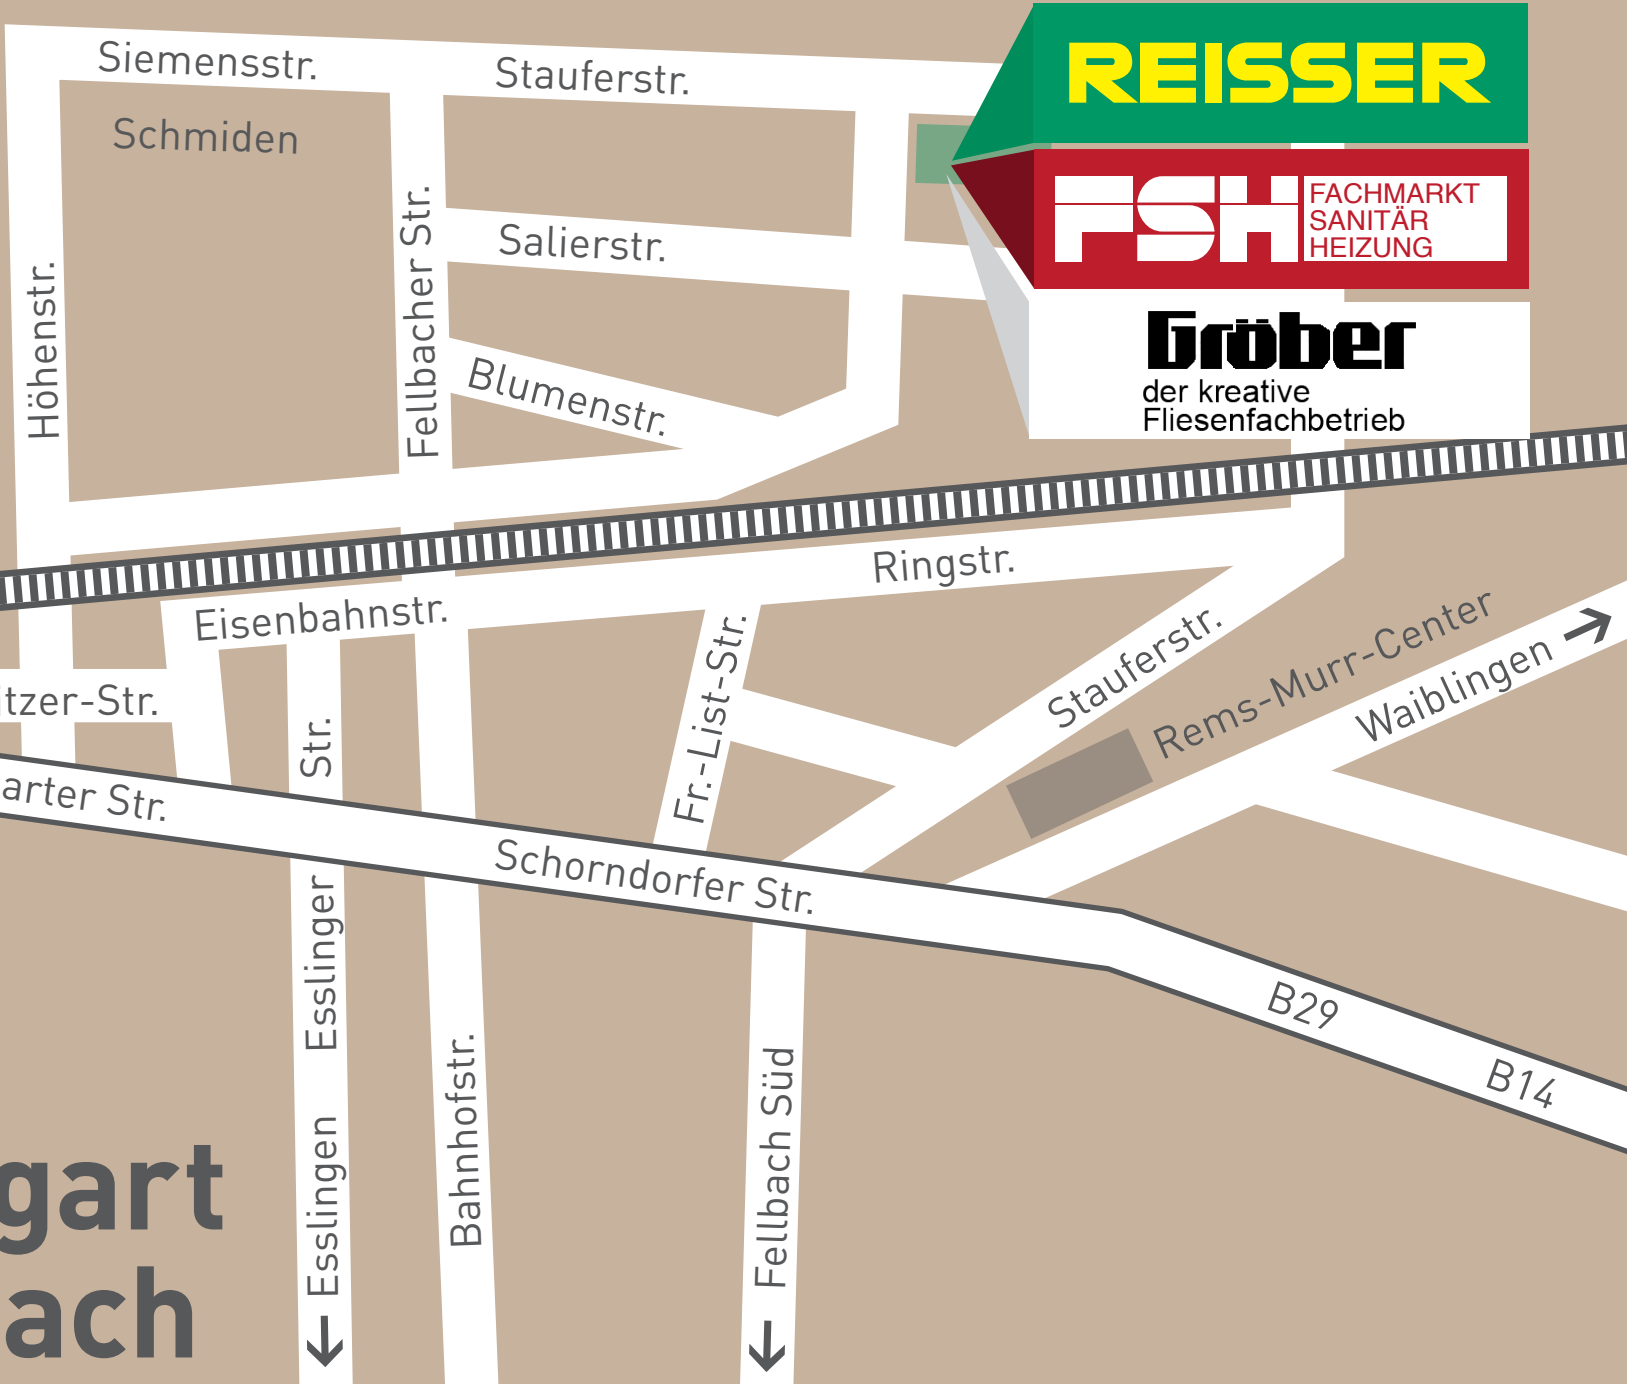 Siemensstr.
Stauferstr.
REISSER
Schmiden
FSH
FACHMARKT
SANITÄR
HEIZUNG
Salierstr.
Höhenstr.
Fellbacher Str.
Blumenstr.
Gröber
der kreative
Fliesenfachbetrieb
Ringstr.
Eisenbahnstr.
Fr.-List-Str.
Stauferstr.
Rems-Murr-Center
Waiblingen →
itzer-Str.
arter Str.
Esslinger Str.
Schorndorfer Str.
B29
B14
Bahnhofstr.
← Fellbach Süd
← Esslingen
gart
ach